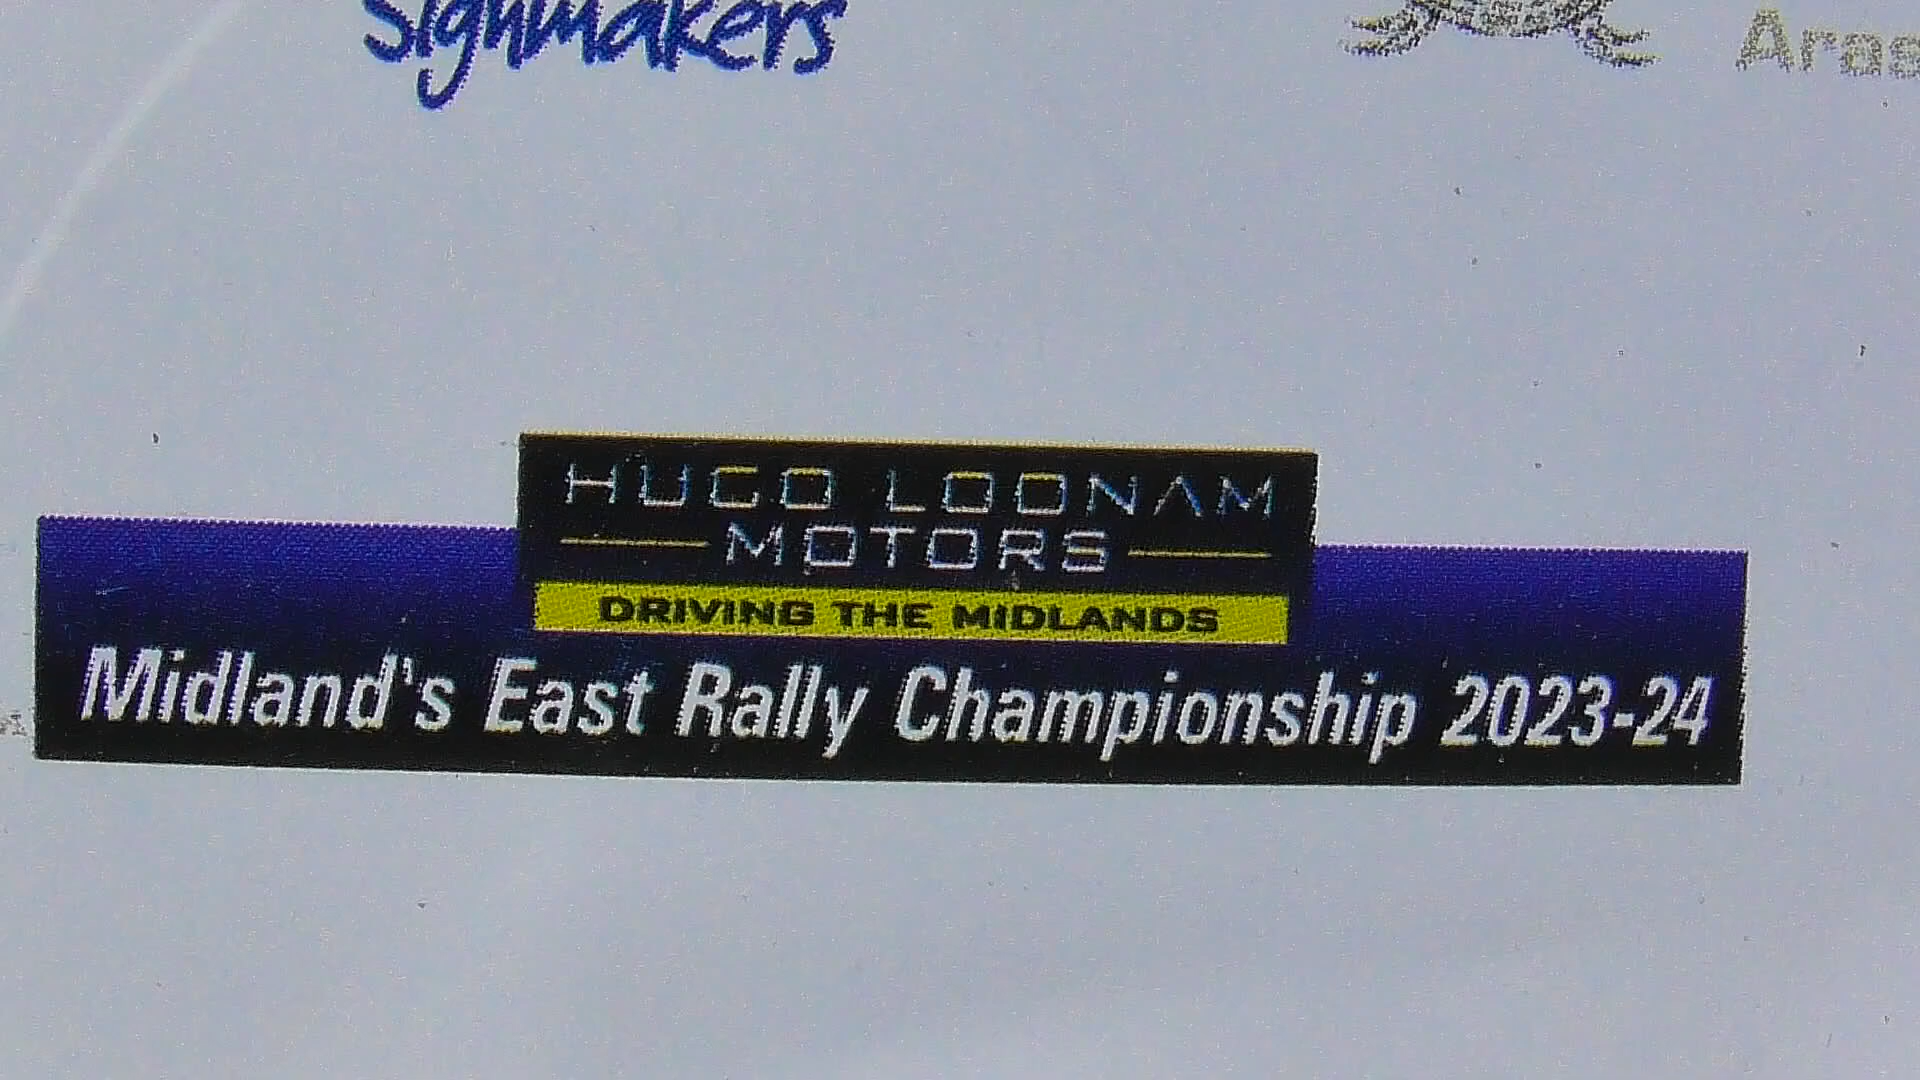 signmakers
HUGO LOONAM
MOTORS
DRIVING THE MIDLANDS
Midland's East Rally Championship 2023-24